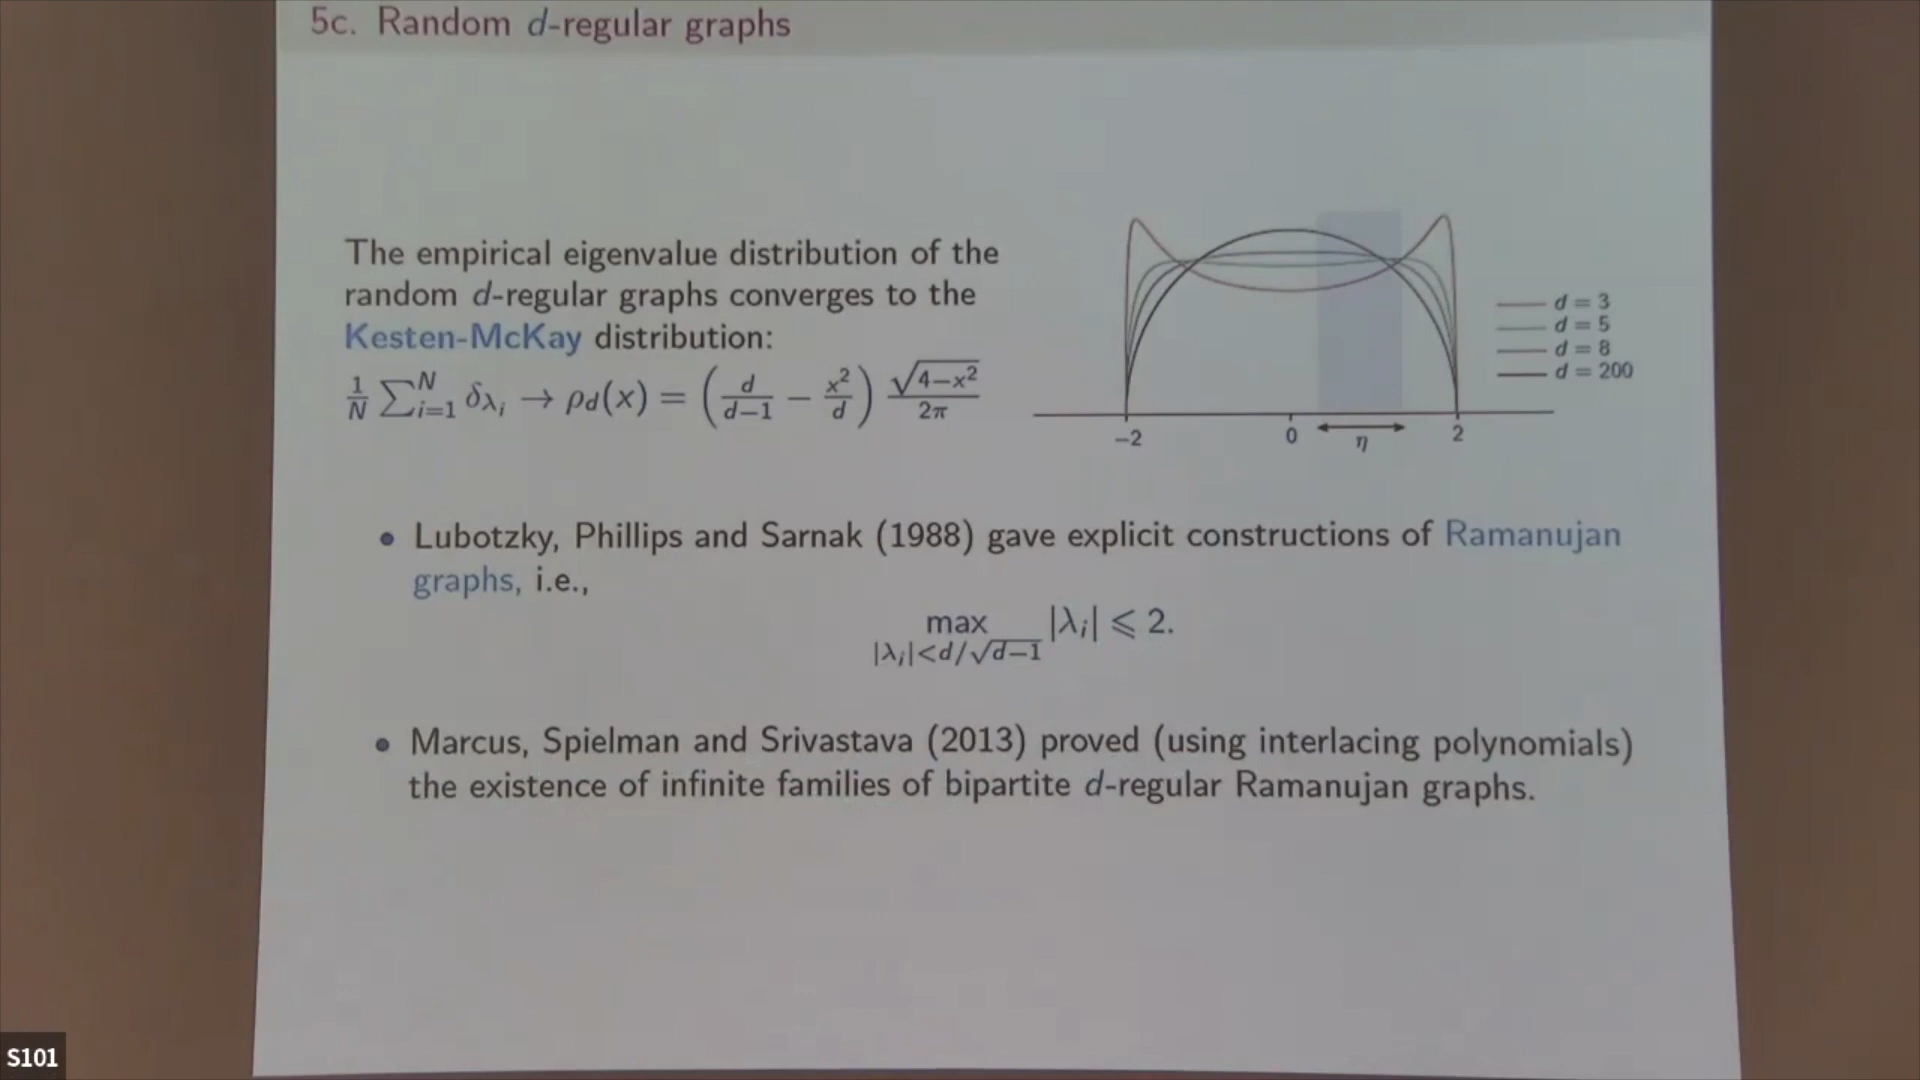 5c. Random d-regular graphs
The empirical eigenvalue distribution of the
random d-regular graphs converges to the
Kesten-McKay distribution:
1/N ∑_{i=1}^N δ_{λ_i} → ρ_d(x) = (d/(d−1) − x²/d) √(4−x²)/2π
d = 3
d = 5
d = 8
d = 200
−2 0 η 2
• Lubotzky, Phillips and Sarnak (1988) gave explicit constructions of Ramanujan
graphs, i.e.,
max_{|λ_i|<d/√(d−1)} |λ_i| ⩽ 2.
• Marcus, Spielman and Srivastava (2013) proved (using interlacing polynomials)
the existence of infinite families of bipartite d-regular Ramanujan graphs.
S101